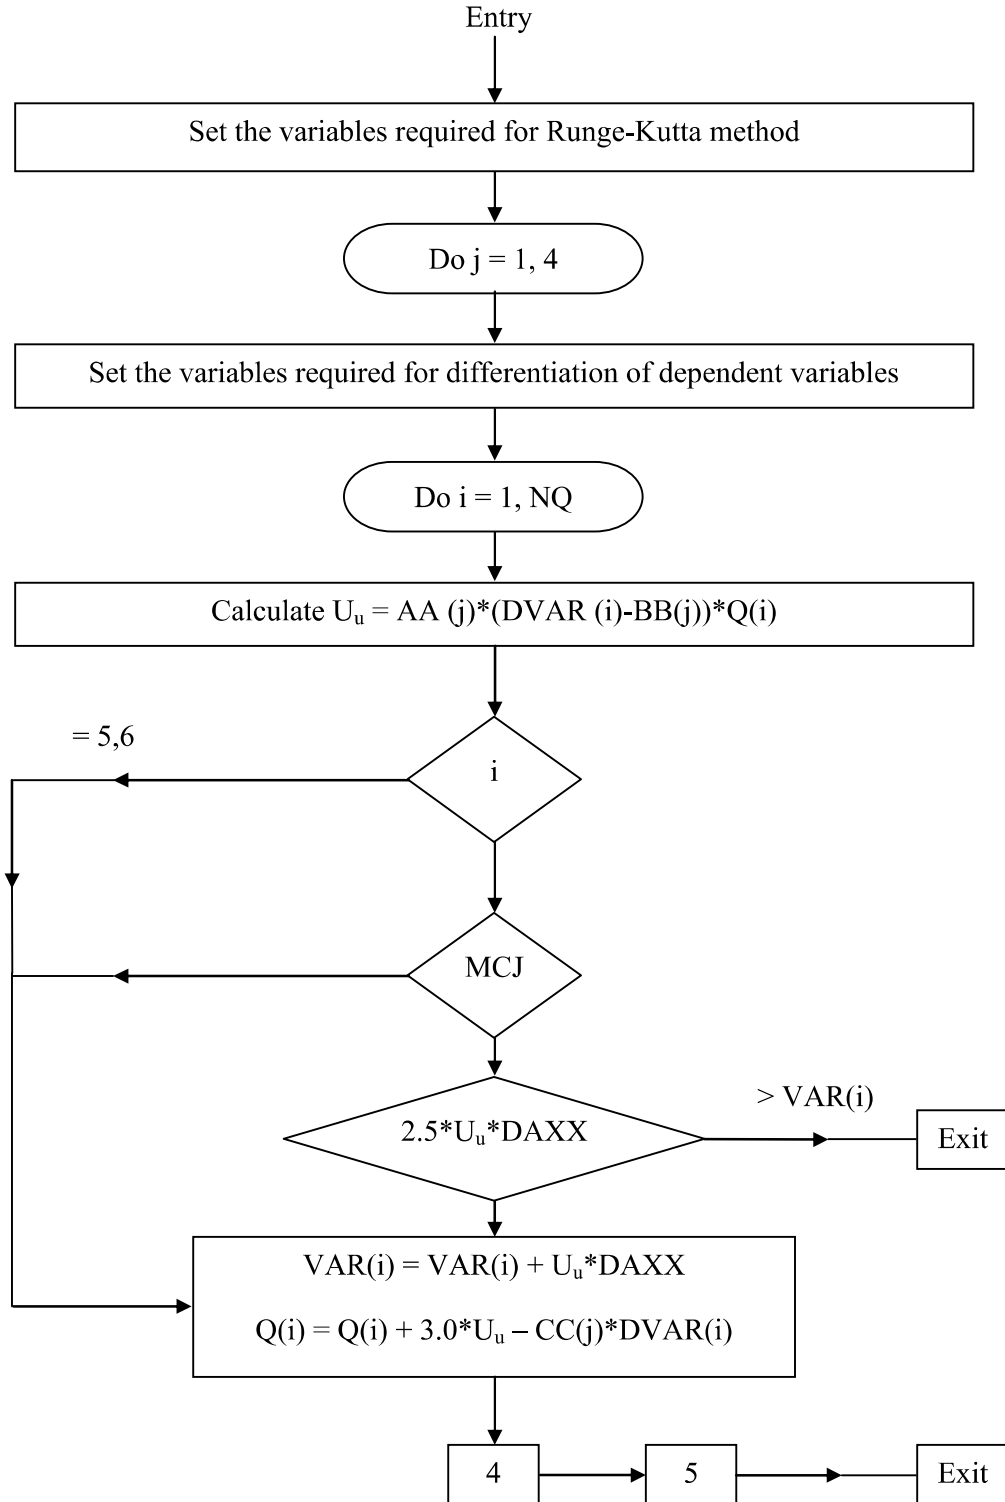 Entry
Set the variables required for Runge-Kutta method
Do j = 1, 4
Set the variables required for differentiation of dependent variables
Do i = 1, NQ
Calculate Uᵤ = AA (j)*(DVAR (i)-BB(j))*Q(i)
= 5,6
i
MCJ
> VAR(i)
2.5*Uᵤ*DAXX
Exit
VAR(i) = VAR(i) + Uᵤ*DAXX
Q(i) = Q(i) + 3.0*Uᵤ – CC(j)*DVAR(i)
4
5
Exit